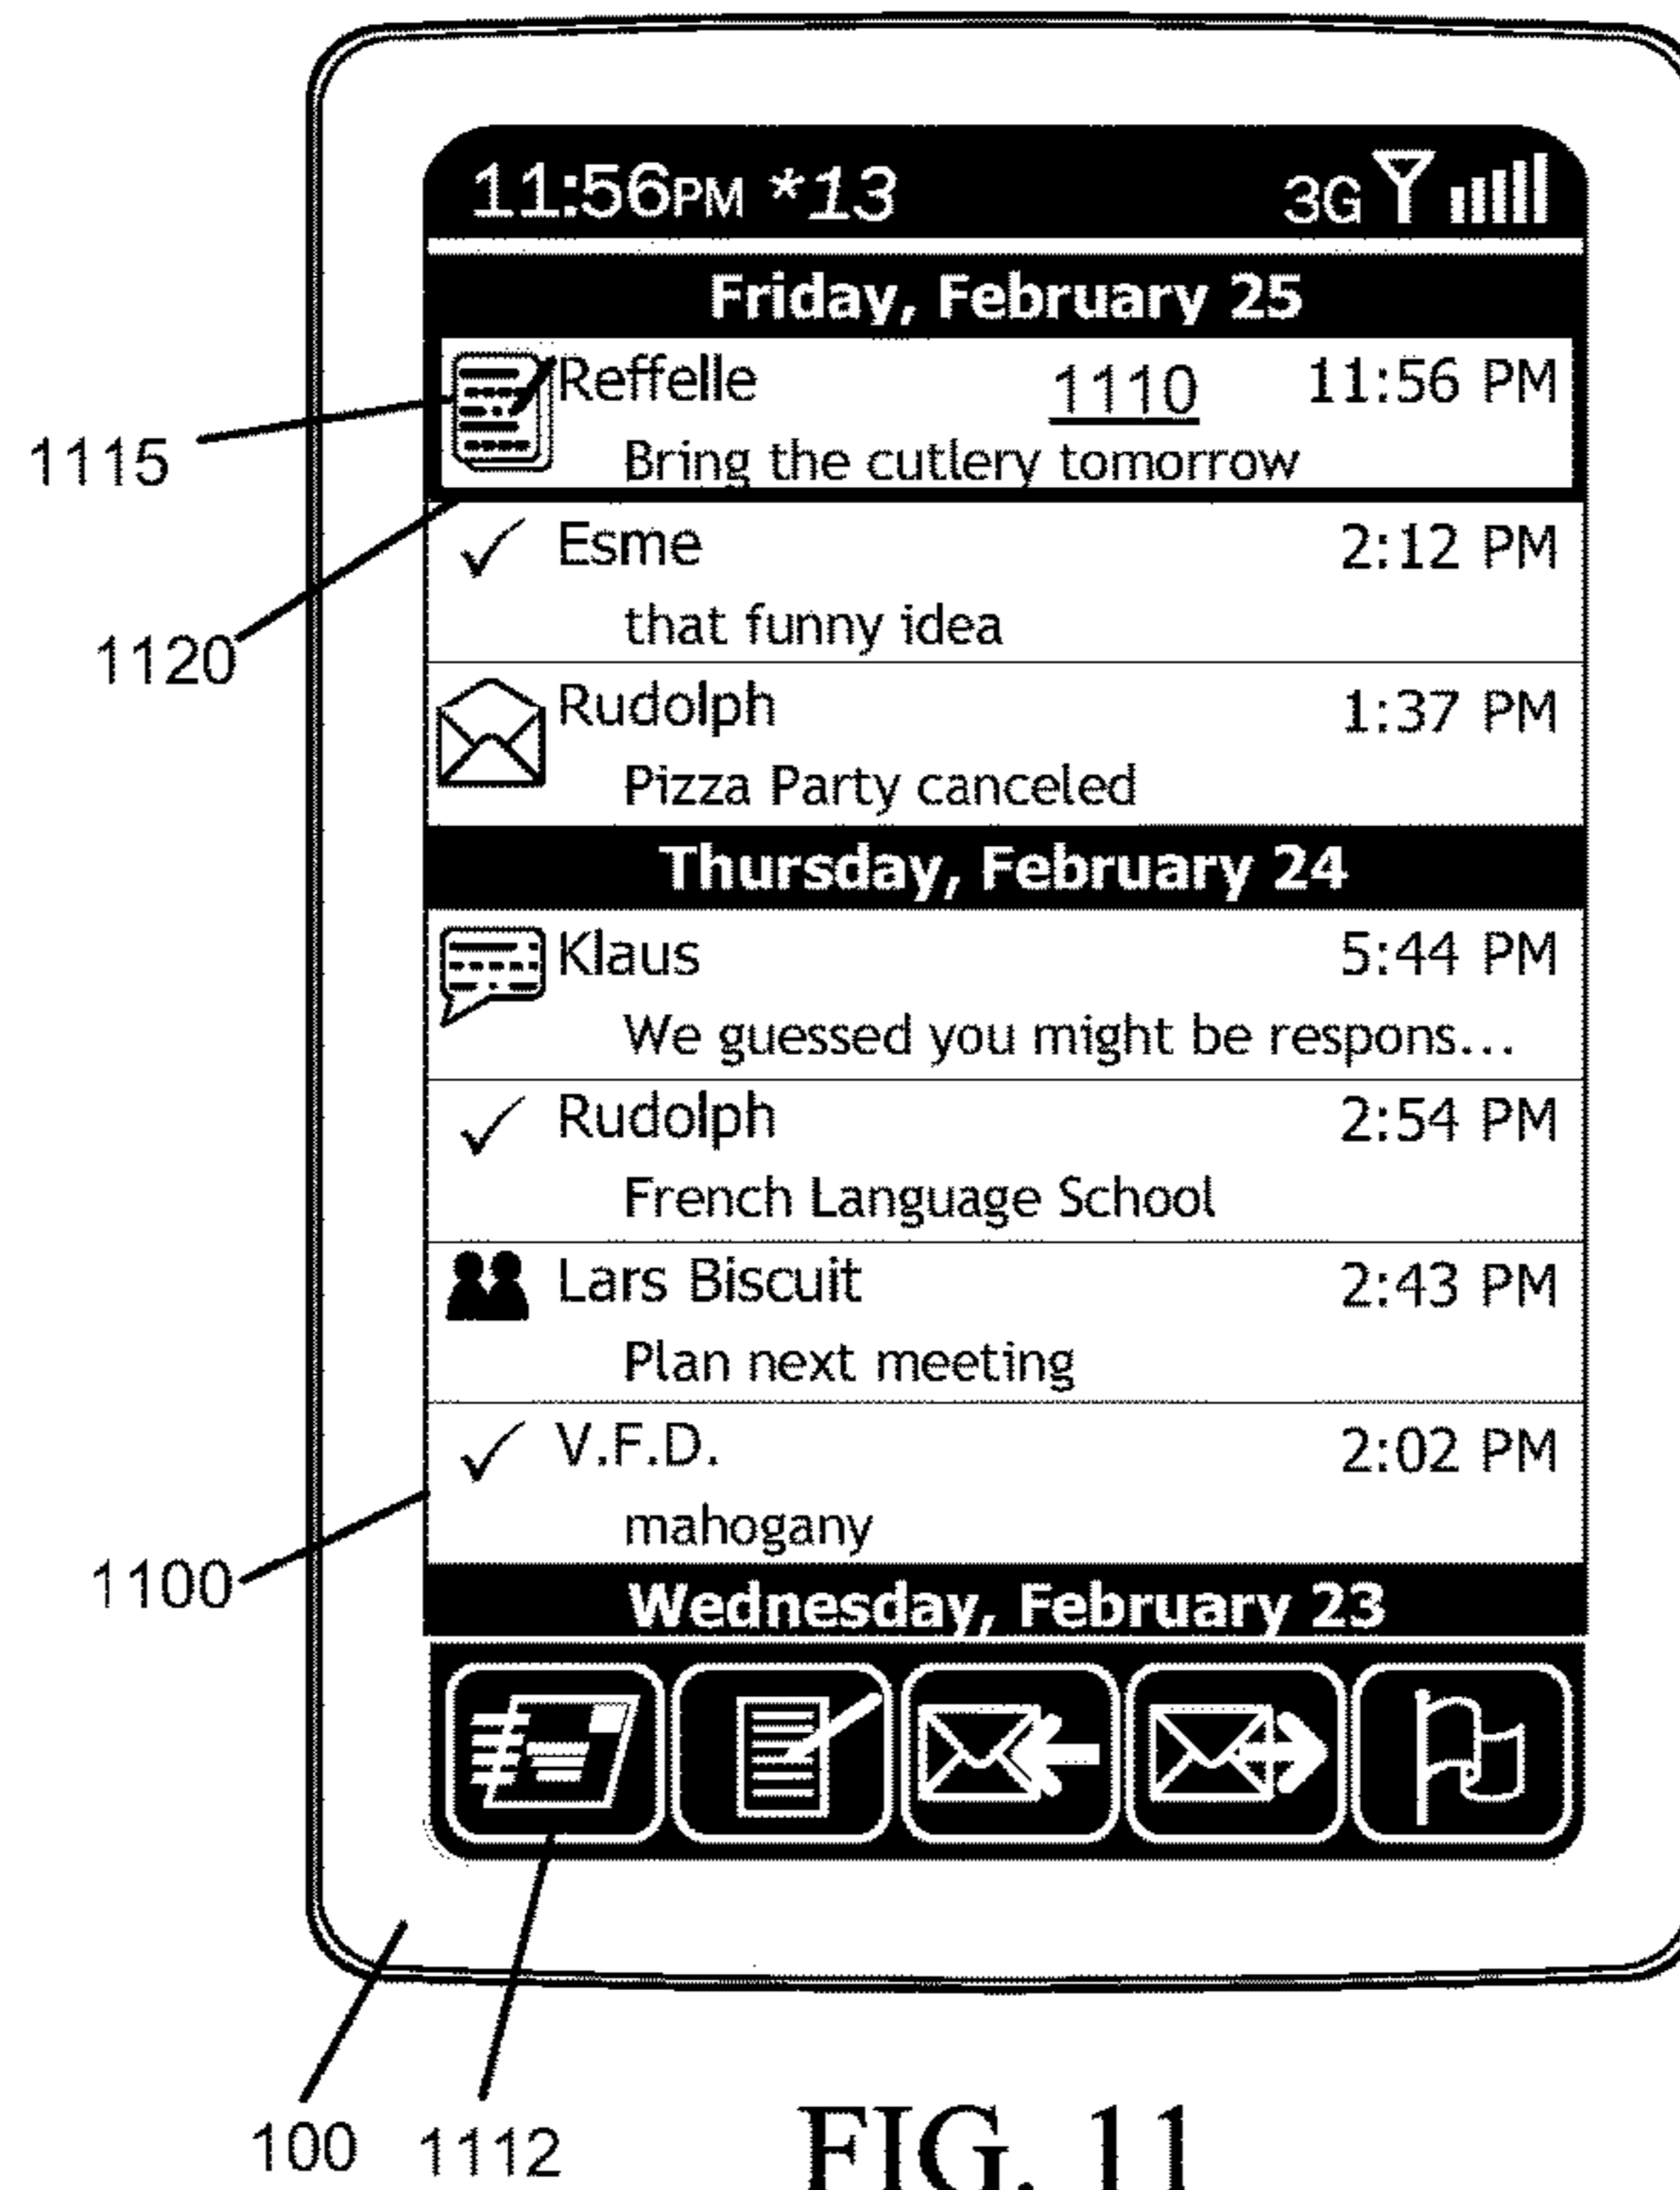 11:56PM *13 3G
Friday, February 25
Reffelle 1110 11:56 PM
1115
Bring the cutlery tomorrow
Esme 2:12 PM
that funny idea
1120
Rudolph 1:37 PM
Pizza Party canceled
Thursday, February 24
Klaus 5:44 PM
We guessed you might be respons...
Rudolph 2:54 PM
French Language School
Lars Biscuit 2:43 PM
Plan next meeting
V.F.D. 2:02 PM
mahogany
1100
Wednesday, February 23
100 1112
FIG. 11